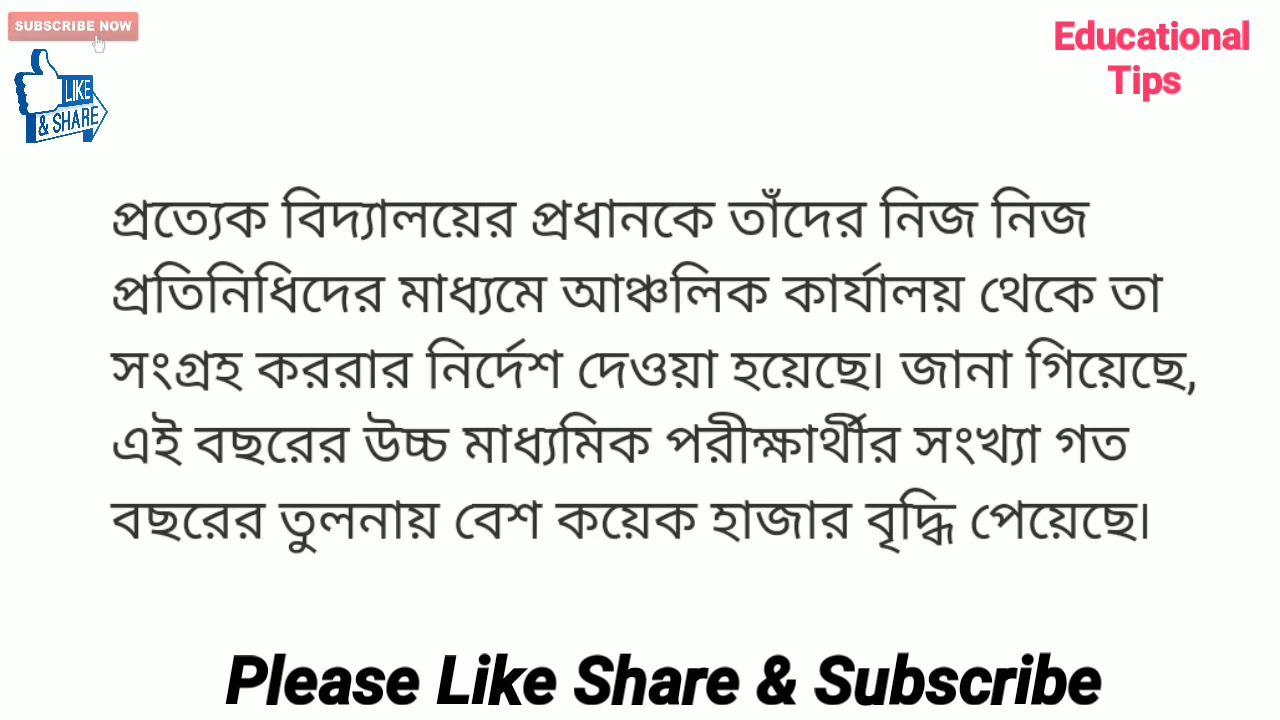 SUBSCRIBE NOW
LIKE
& SHARE
Educational
Tips
প্রত্যেক বিদ্যালয়ের প্রধানকে তাঁদের নিজ নিজ
প্রতিনিধিদের মাধ্যমে আঞ্চলিক কার্যালয় থেকে তা
সংগ্রহ কররার নির্দেশ দেওয়া হয়েছে। জানা গিয়েছে,
এই বছরের উচ্চ মাধ্যমিক পরীক্ষার্থীর সংখ্যা গত
বছরের তুলনায় বেশ কয়েক হাজার বৃদ্ধি পেয়েছে।
Please Like Share & Subscribe